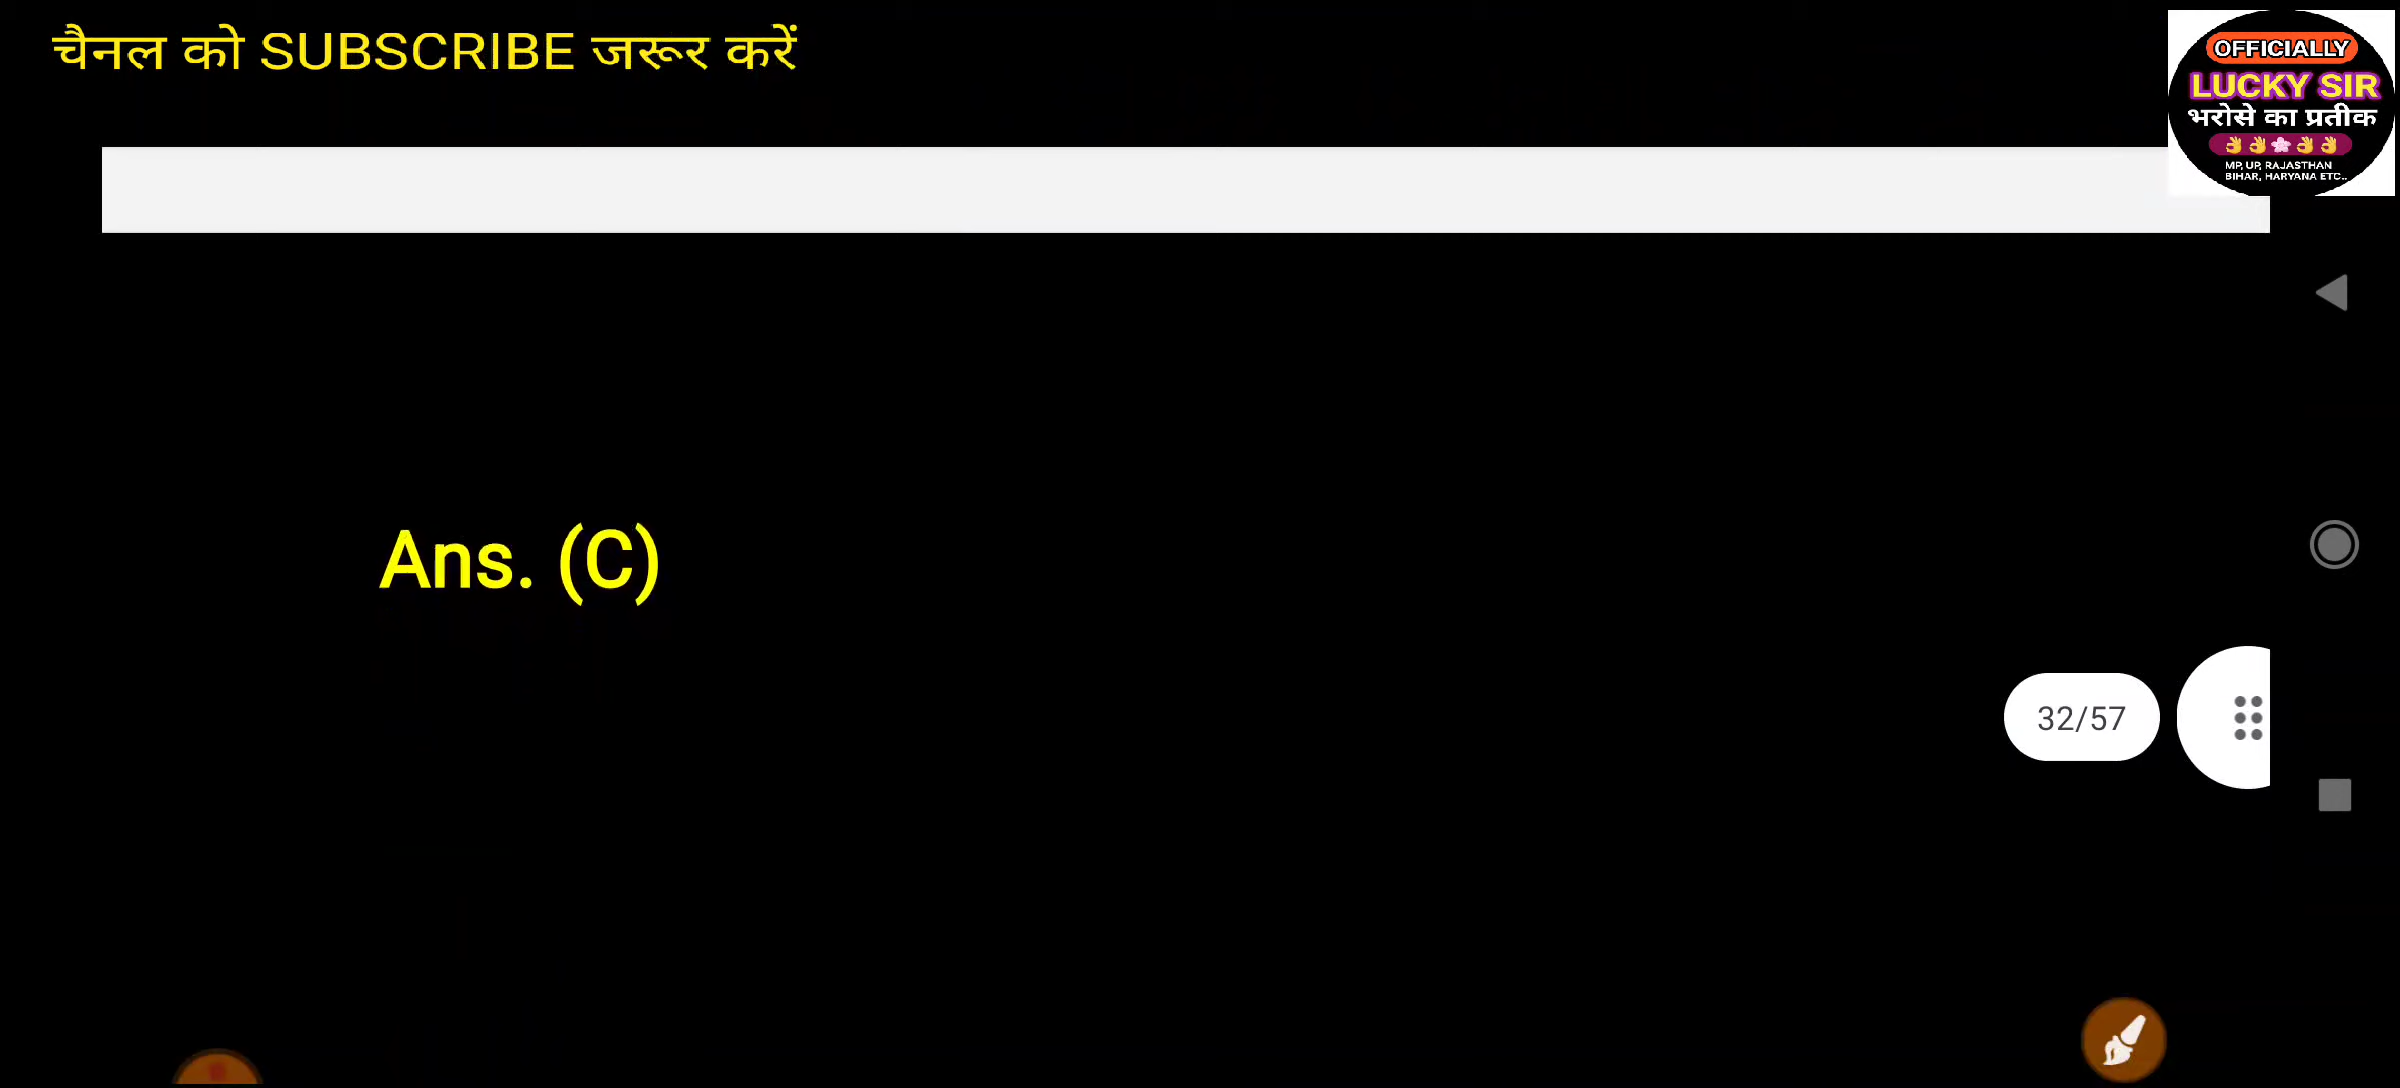 चैनल को SUBSCRIBE जरूर करें
OFFICIALLY
LUCKY SIR
भरोसे का प्रतीक
MP, UP, RAJASTHAN
BIHAR, HARYANA ETC..
Ans. (C)
32/57